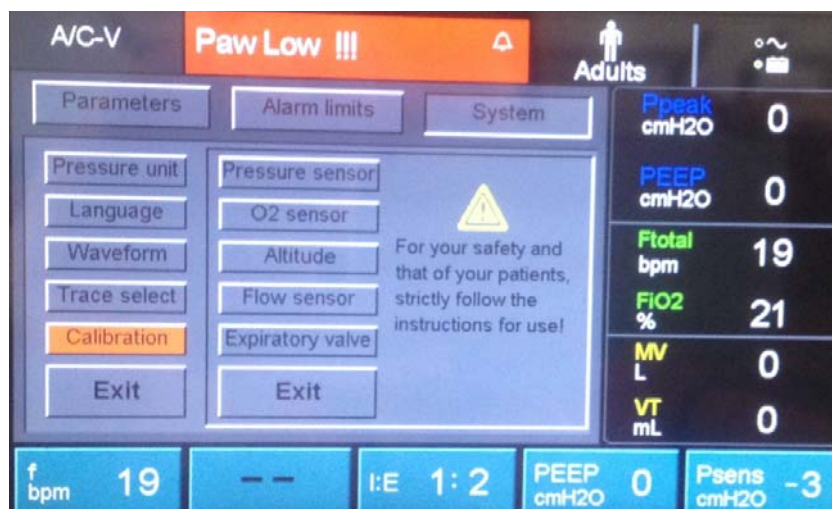 A/C-V
Paw Low !!!
Adults
Parameters
Alarm limits
System
Pressure unit
Language
Waveform
Trace select
Calibration
Exit
Pressure sensor
O2 sensor
Altitude
Flow sensor
Expiratory valve
Exit
For your safety and
that of your patients,
strictly follow the
instructions for use!
Ppeak 0
cmH2O
PEEP 0
cmH2O
Ftotal 19
bpm
FiO2 21
%
MV 0
L
VT 0
mL
f
bpm 19
--
I:E 1:2
PEEP
cmH2O 0
Psens
cmH2O -3